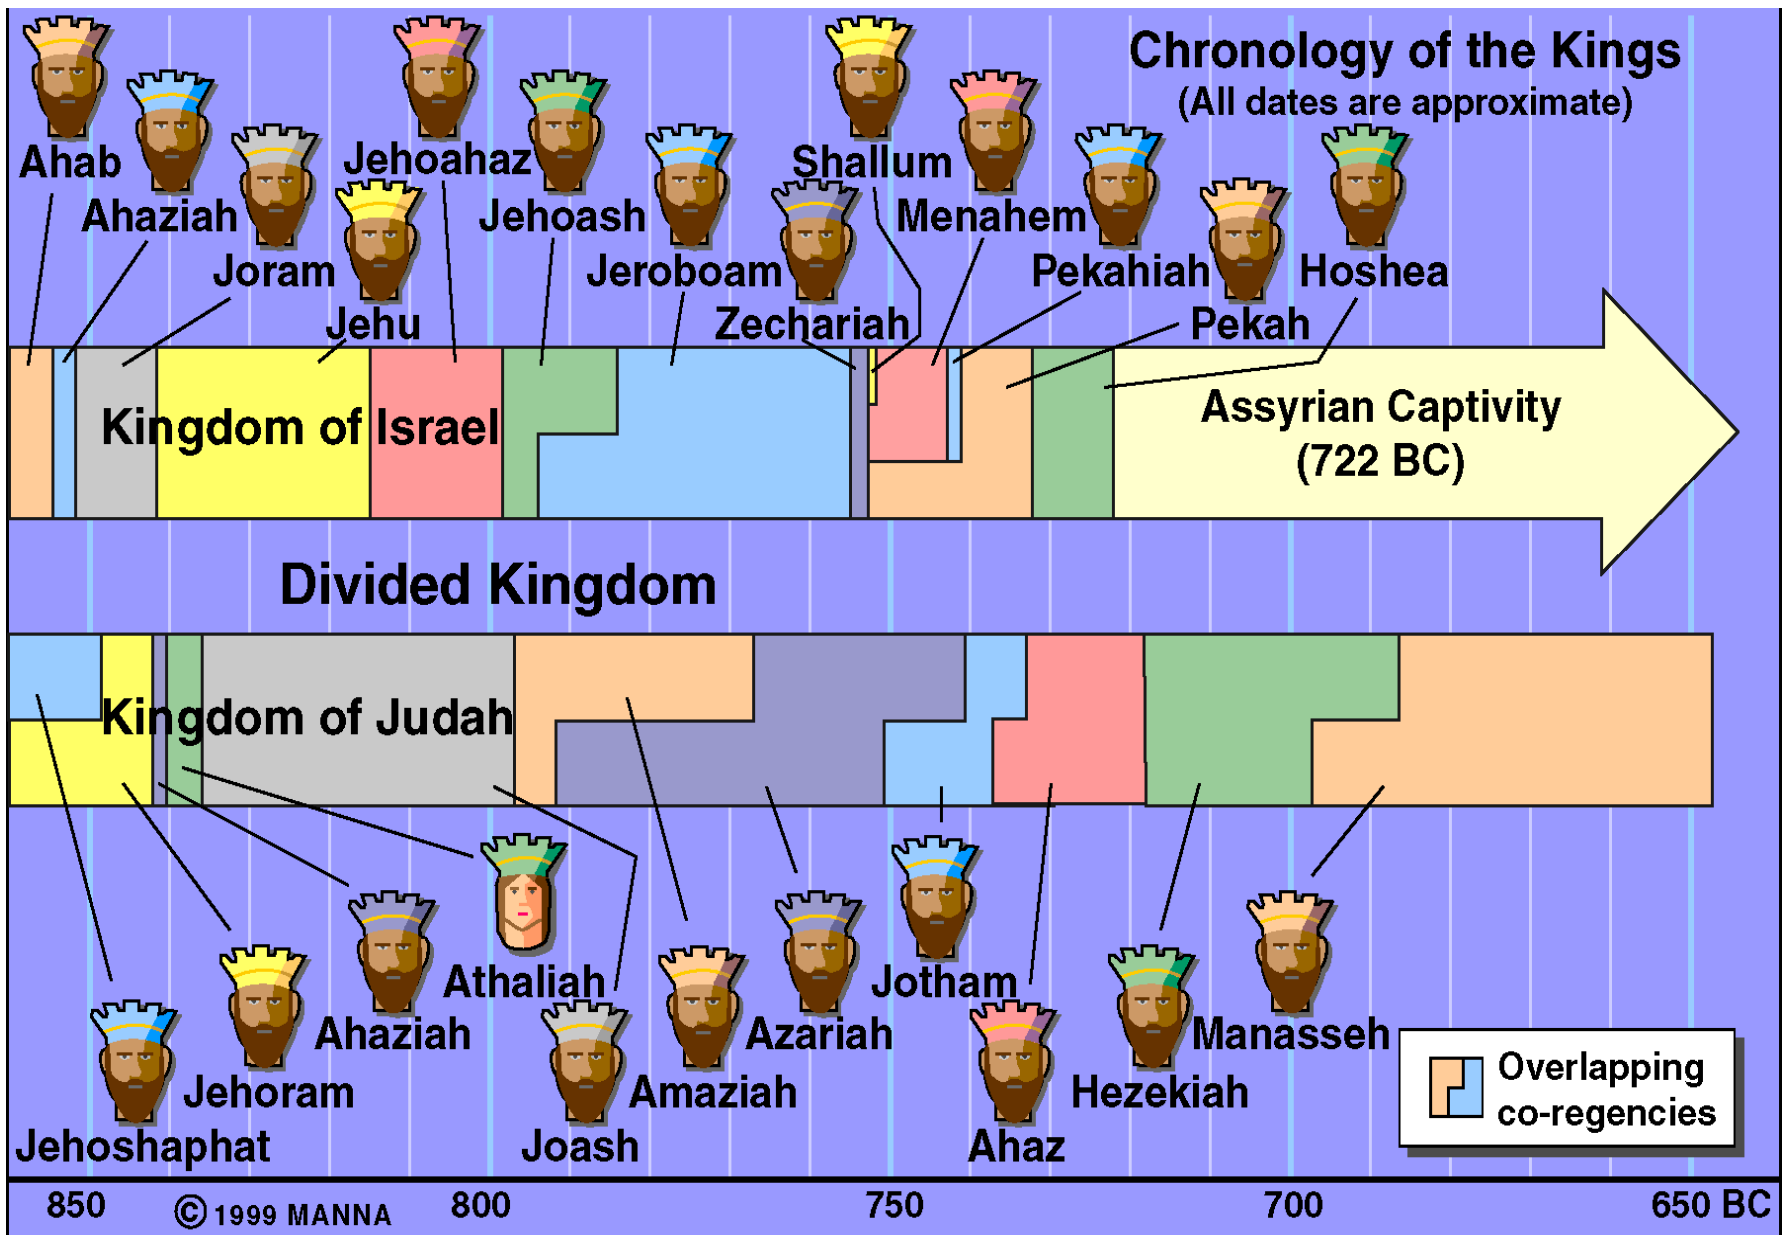 Chronology of the Kings
(All dates are approximate)
Ahab
Ahaziah
Joram
Jehu
Jehoahaz
Jehoash
Jeroboam
Zechariah
Shallum
Menahem
Pekahiah
Pekah
Hoshea
Kingdom of Israel
Assyrian Captivity
(722 BC)
Divided Kingdom
Kingdom of Judah
Jehoshaphat
Jehoram
Ahaziah
Athaliah
Joash
Amaziah
Azariah
Jotham
Ahaz
Hezekiah
Manasseh
Overlapping
co-regencies
850
800
750
700
650 BC
© 1999 MANNA